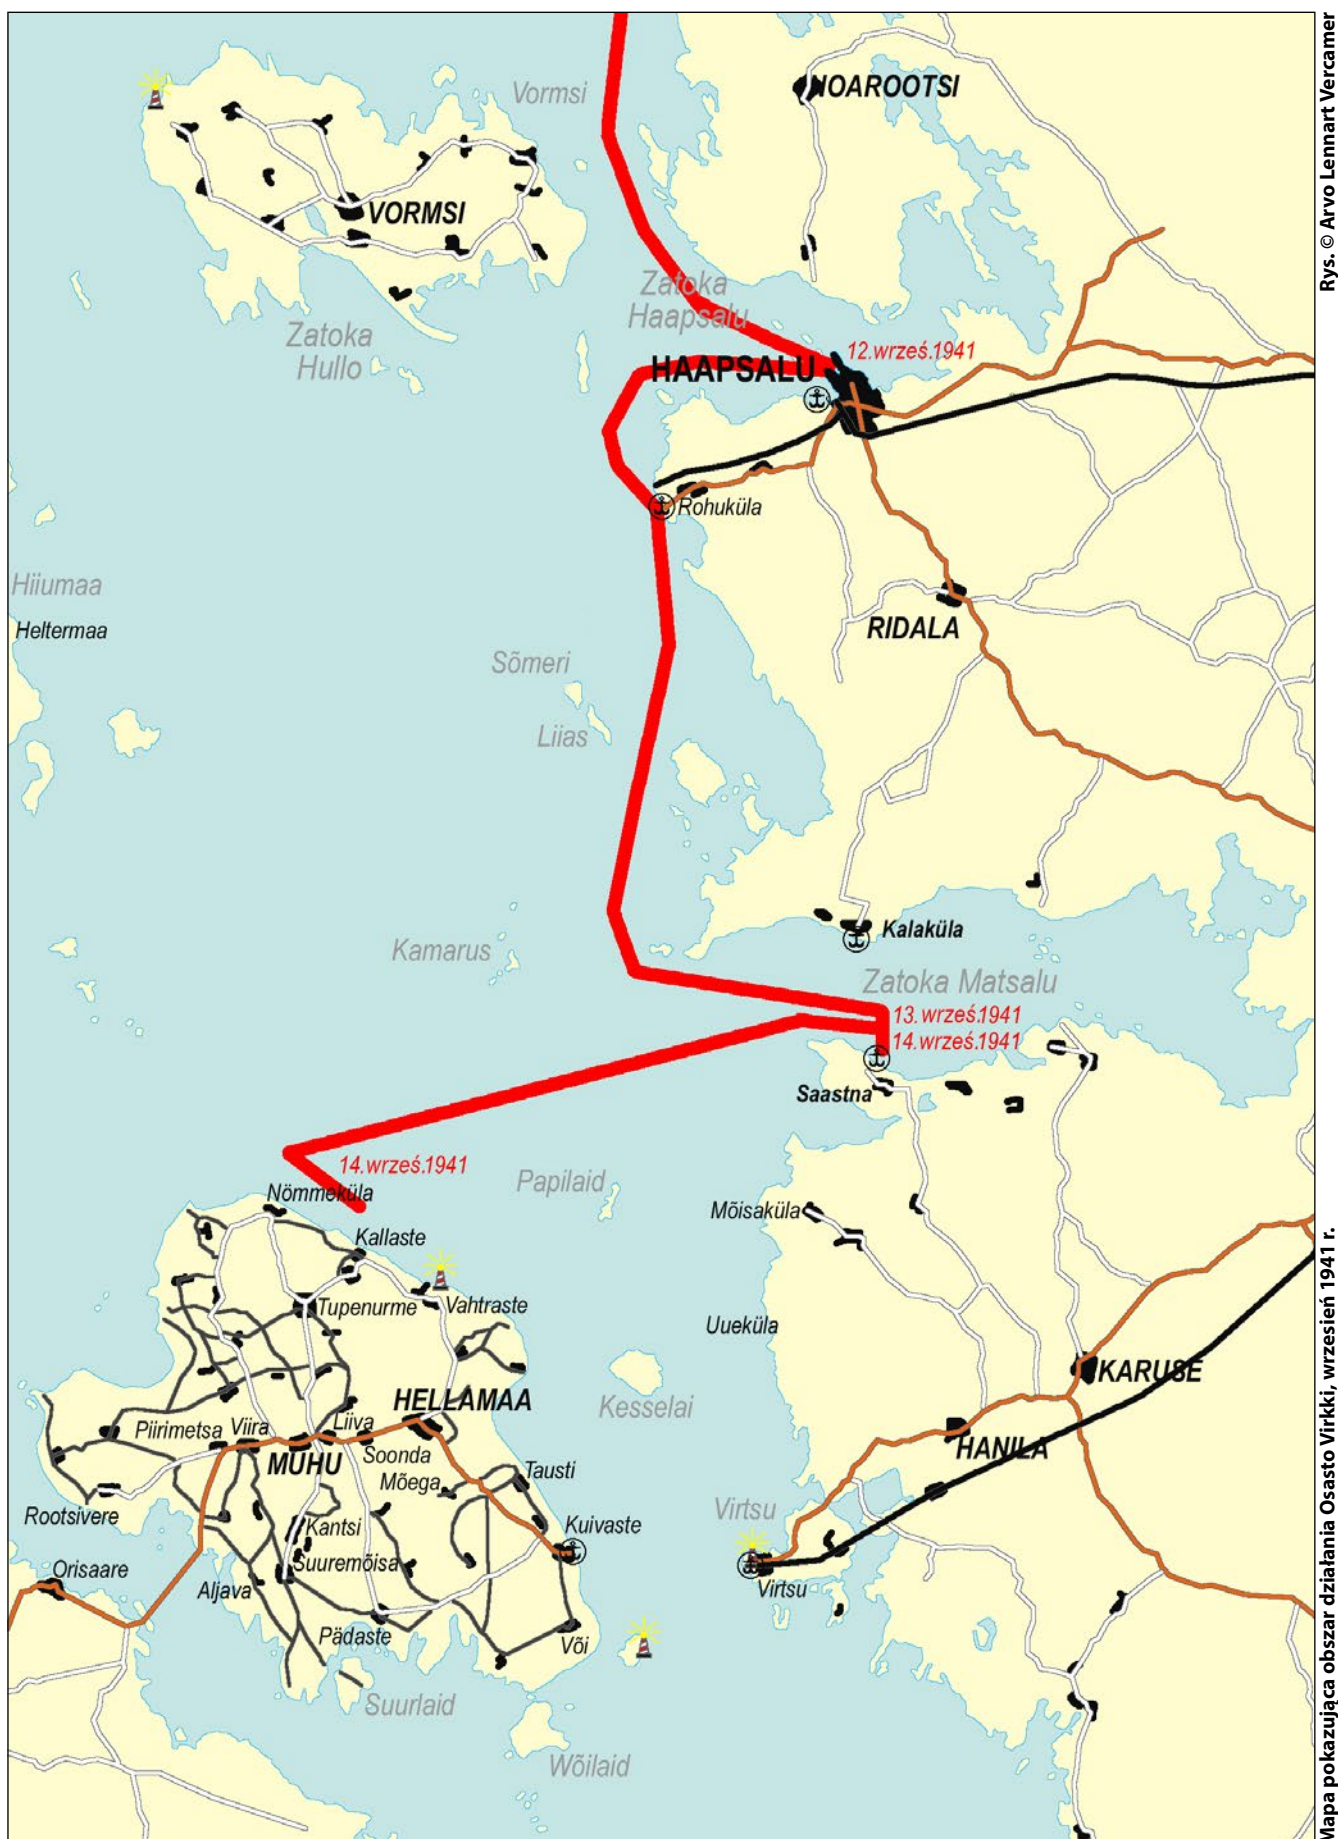 Vormsi
NOAROOTSI
VORMSI
Zatoka
Haapsalu
Zatoka
Hullo
12.wrześ.1941
HAAPSALU
Rohuküla
Hiiumaa
Heltermaa
RIDALA
Sõmeri
Liias
Kalaküla
Kamarus
Zatoka Matsalu
13.wrześ.1941
14.wrześ.1941
Saastna
14.wrześ.1941
Papilaid
Nömmeküla
Mõisaküla
Kallaste
Tupenurme
Vahtraste
Uueküla
KARUSE
HELLAMAA
Kesselai
Piirimetsa
Viira
Liiva
MUHU
Soonda
HANILA
Mõega
Tausti
Rootsivere
Virtsu
Kantsi
Kuivaste
Orisaare
Suuremõisa
Aljava
Virtsu
Pädaste
Või
Suurlaid
Wõilaid
Rys. © Arvo Lennart Vercamer
Mapa pokazująca obszar działania Osasto Virkki, wrzesień 1941 r.